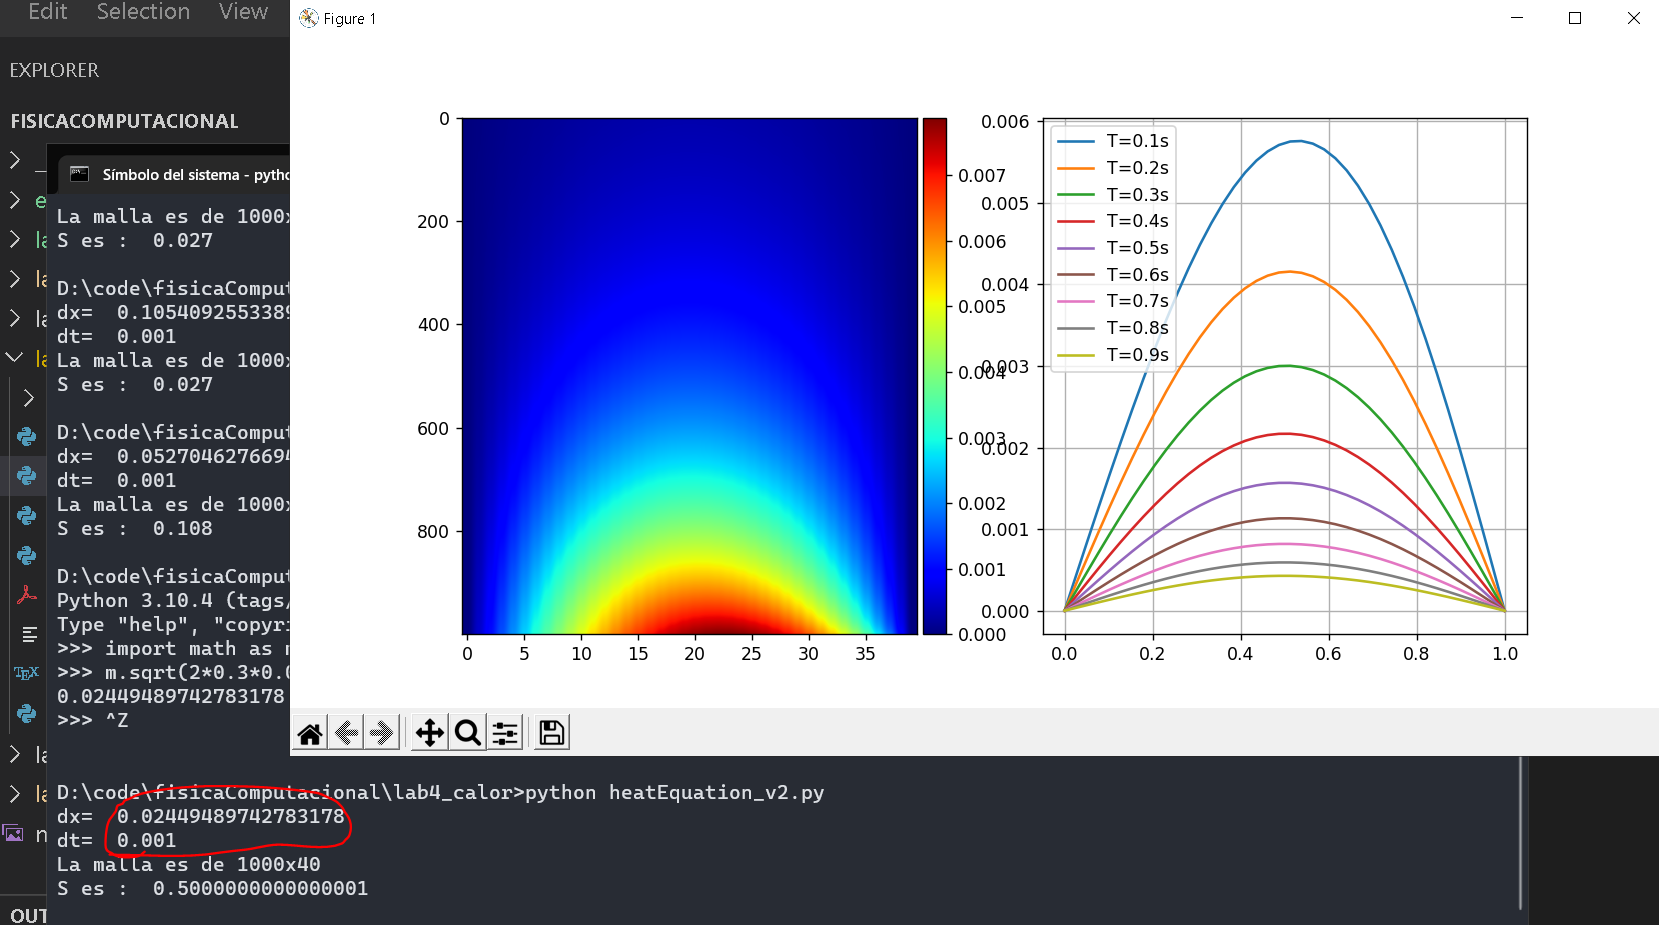 Edit Selection View
Figure 1
EXPLORER
FISICACOMPUTACIONAL
Símbolo del sistema - pytho
La malla es de 1000x
S es :  0.027
D:\code\fisicaComput
dx=  0.1054092553389
dt=  0.001
La malla es de 1000x
S es :  0.027
D:\code\fisicaComput
dx=  0.0527046276694
dt=  0.001
La malla es de 1000x
S es :  0.108
D:\code\fisicaComput
Python 3.10.4 (tags/
Type "help", "copyri
>>> import math as m
>>> m.sqrt(2*0.3*0.0
0.02449489742783178
>>> ^Z
D:\code\fisicaComputacional\lab4_calor>python heatEquation_v2.py
dx=  0.02449489742783178
dt=  0.001
La malla es de 1000x40
S es :  0.5000000000000001
OUT
0
200
400
600
800
0 5 10 15 20 25 30 35
0.007
0.006
0.005
0.004
0.003
0.002
0.001
0.000
0.006
0.005
0.004
0.003
0.002
0.001
0.000
0.0 0.2 0.4 0.6 0.8 1.0
T=0.1s
T=0.2s
T=0.3s
T=0.4s
T=0.5s
T=0.6s
T=0.7s
T=0.8s
T=0.9s